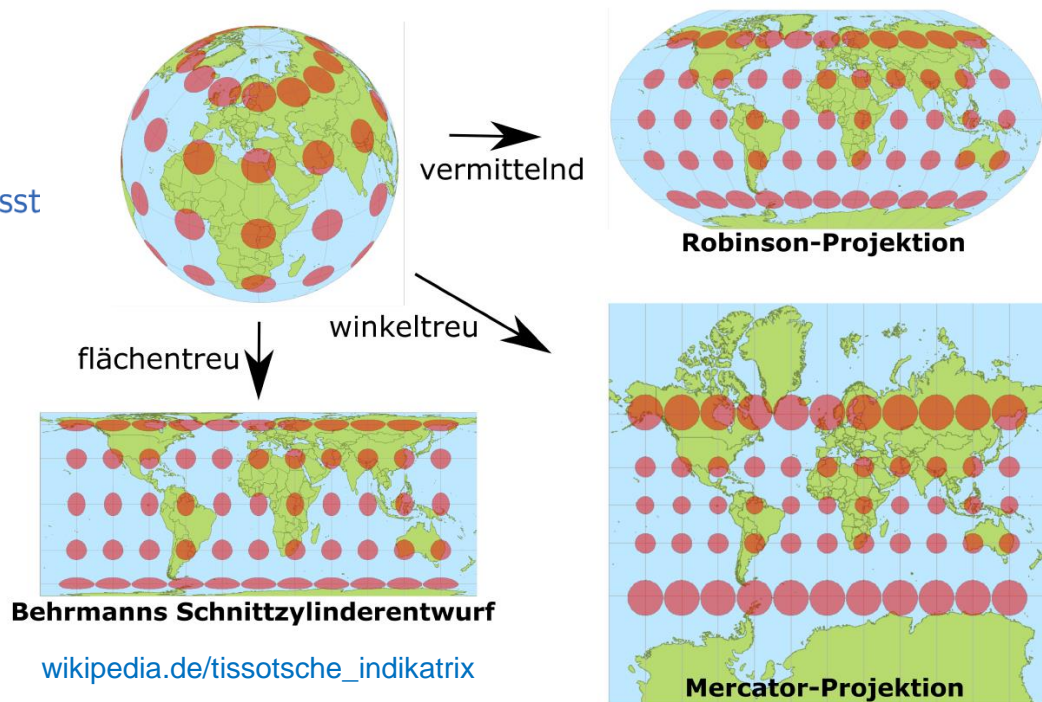 sst
vermittelnd
Robinson-Projektion
winkeltreu
flächentreu
Behrmanns Schnittzylinderentwurf
wikipedia.de/tissotsche_indikatrix
Mercator-Projektion